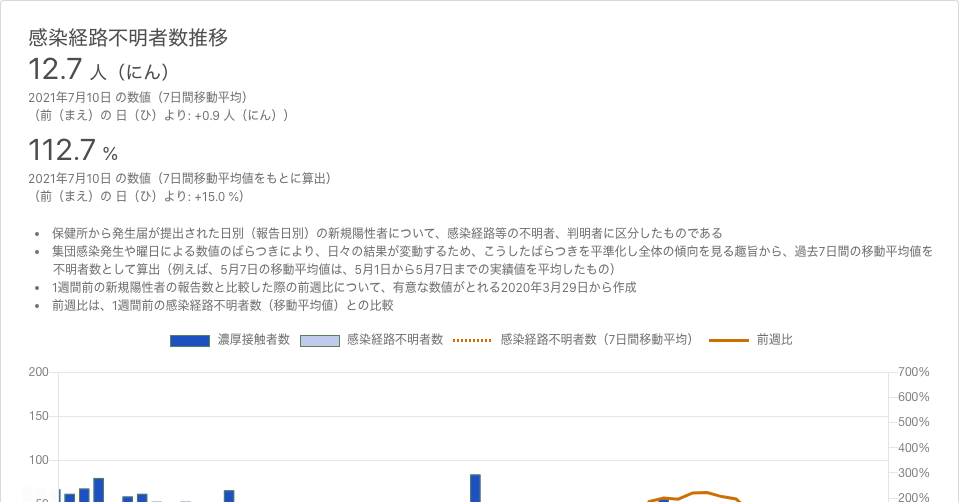 感染経路不明者数推移
12.7 人（にん）
2021年7月10日 の数値（7日間移動平均）
（前（まえ）の 日（ひ）より: +0.9 人（にん））
112.7 %
2021年7月10日 の数値（7日間移動平均値をもとに算出）
（前（まえ）の 日（ひ）より: +15.0 %）
• 保健所から発生届が提出された日別（報告日別）の新規陽性者について、感染経路等の不明者、判明者に区分したものである
• 集団感染発生や曜日による数値のばらつきにより、日々の結果が変動するため、こうしたばらつきを平準化し全体の傾向を見る趣旨から、過去7日間の移動平均値を
不明者数として算出（例えば、5月7日の移動平均値は、5月1日から5月7日までの実績値を平均したもの）
• 1週間前の新規陽性者の報告数と比較した際の前週比について、有意な数値がとれる2020年3月29日から作成
• 前週比は、1週間前の感染経路不明者数（移動平均値）との比較
濃厚接触者数 感染経路不明者数 感染経路不明者数（7日間移動平均） 前週比
200 700%
600%
150
500%
400%
100
300%
50 200%